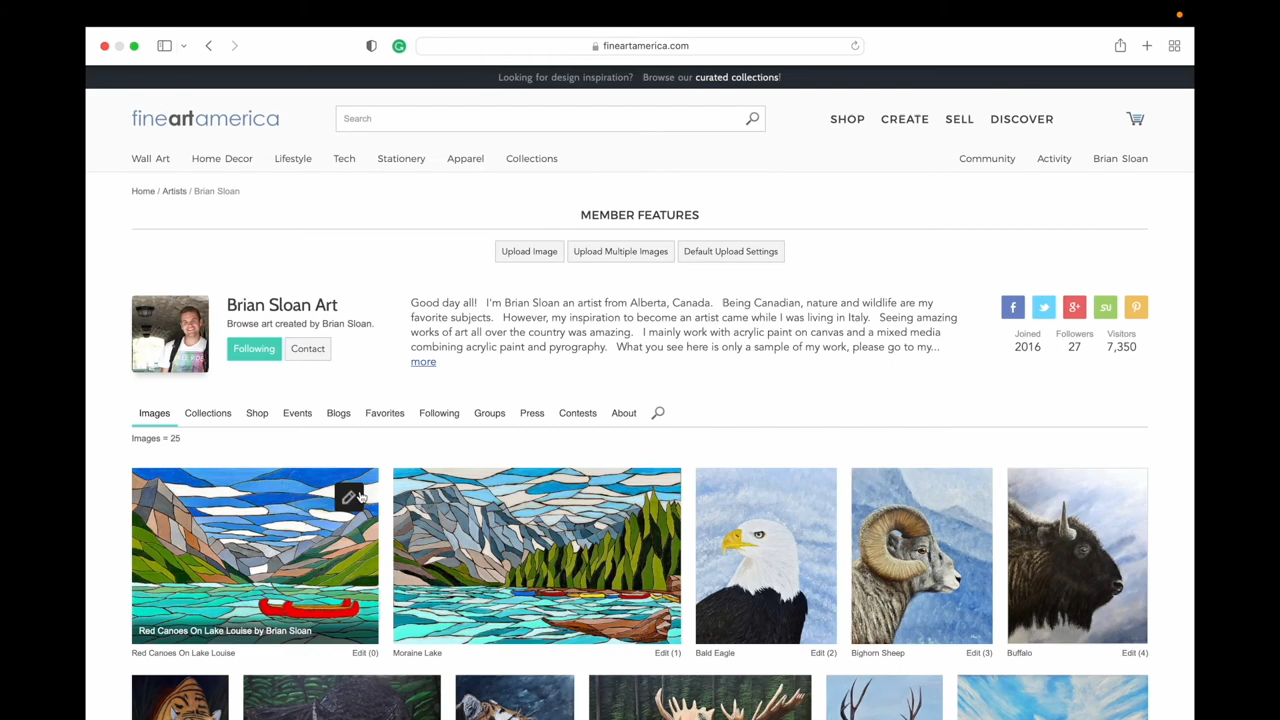 fineartamerica.com
Looking for design inspiration? Browse our curated collections!
fineartamerica
Search
SHOP CREATE SELL DISCOVER
Wall Art Home Decor Lifestyle Tech Stationery Apparel Collections Community Activity Brian Sloan
Home / Artists / Brian Sloan
MEMBER FEATURES
Upload Image Upload Multiple Images Default Upload Settings
Brian Sloan Art
Browse art created by Brian Sloan.
Following Contact
Good day all! I'm Brian Sloan an artist from Alberta, Canada. Being Canadian, nature and wildlife are my
favorite subjects. However, my inspiration to become an artist came while I was living in Italy. Seeing amazing
works of art all over the country was amazing. I mainly work with acrylic paint on canvas and a mixed media
combining acrylic paint and pyrography. What you see here is only a sample of my work, please go to my...
more
Joined Followers Visitors
2016 27 7,350
Images Collections Shop Events Blogs Favorites Following Groups Press Contests About
Images = 25
Red Canoes On Lake Louise by Brian Sloan
Red Canoes On Lake Louise Edit (0) Moraine Lake Edit (1) Bald Eagle Edit (2) Bighorn Sheep Edit (3) Buffalo Edit (4)